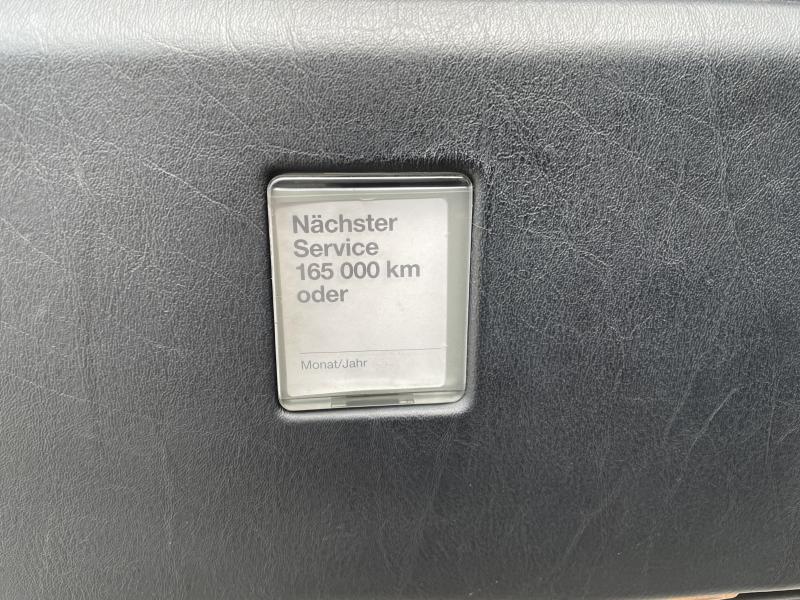 Nächster
Service
165 000 km
oder
Monat/Jahr